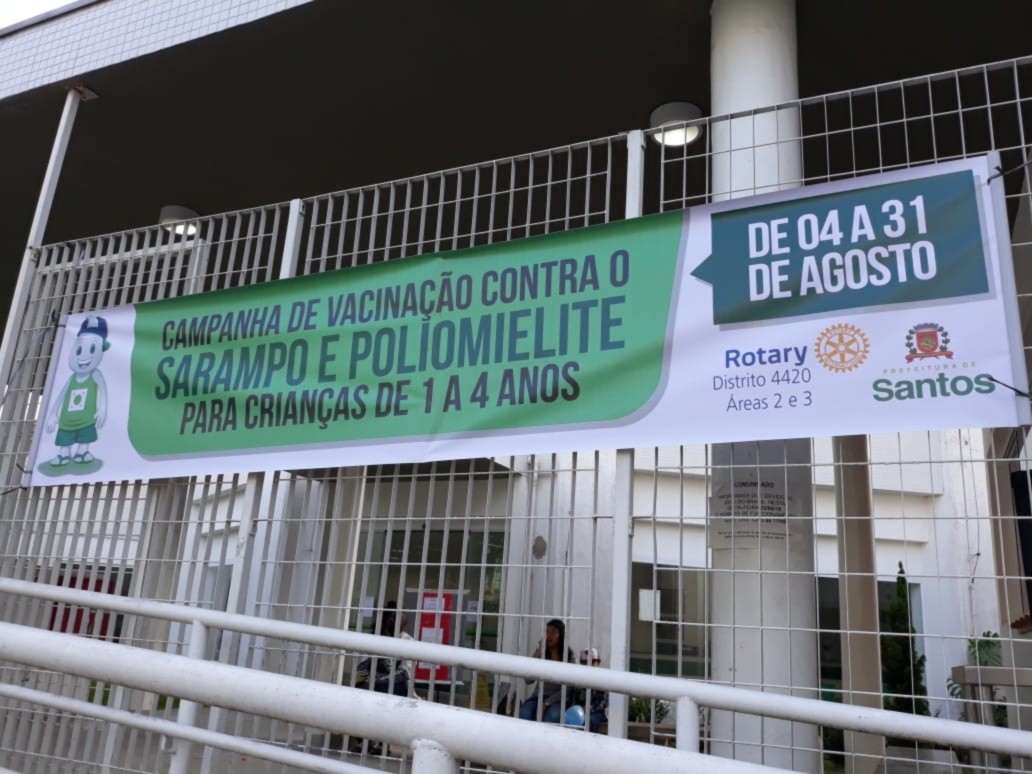 CAMPANHA DE VACINAÇÃO CONTRA O
SARAMPO E POLIOMIELITE
PARA CRIANÇAS DE 1 A 4 ANOS
DE 04 A 31
DE AGOSTO
Rotary
Distrito 4420
Áreas 2 e 3
PREFEITURA DE
Santos
COMUNICADO